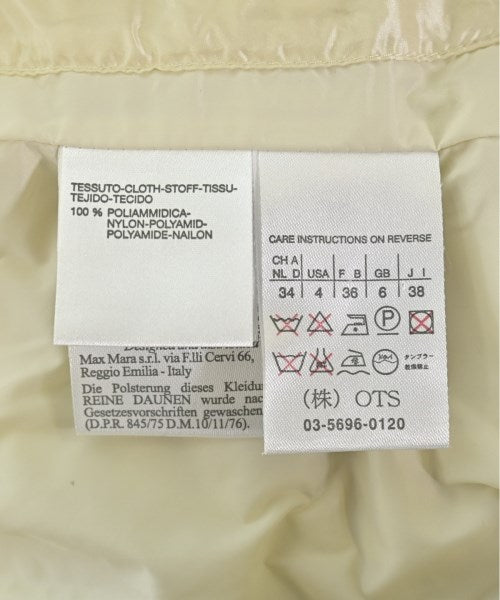 TESSUTO-CLOTH-STOFF-TISSU-
TEJIDO-TECIDO
100 % POLIAMMIDICA-
NYLON-POLYAMID-
POLYAMIDE-NAILON
Designed and
Max Mara s.r.l. via F.lli Cervi 66,
Reggio Emilia - Italy
Die Polsterung dieses Kleidu
REINE DAUNEN wurde nac
Gesetzesvorschriften gewaschen
(D.P.R. 845/75 D.M.10/11/76).
CARE INSTRUCTIONS ON REVERSE
CH A NL D USA F B GB J I
34 4 36 6 38
P
タンブラー
乾燥禁止
(株) OTS
03-5696-0120